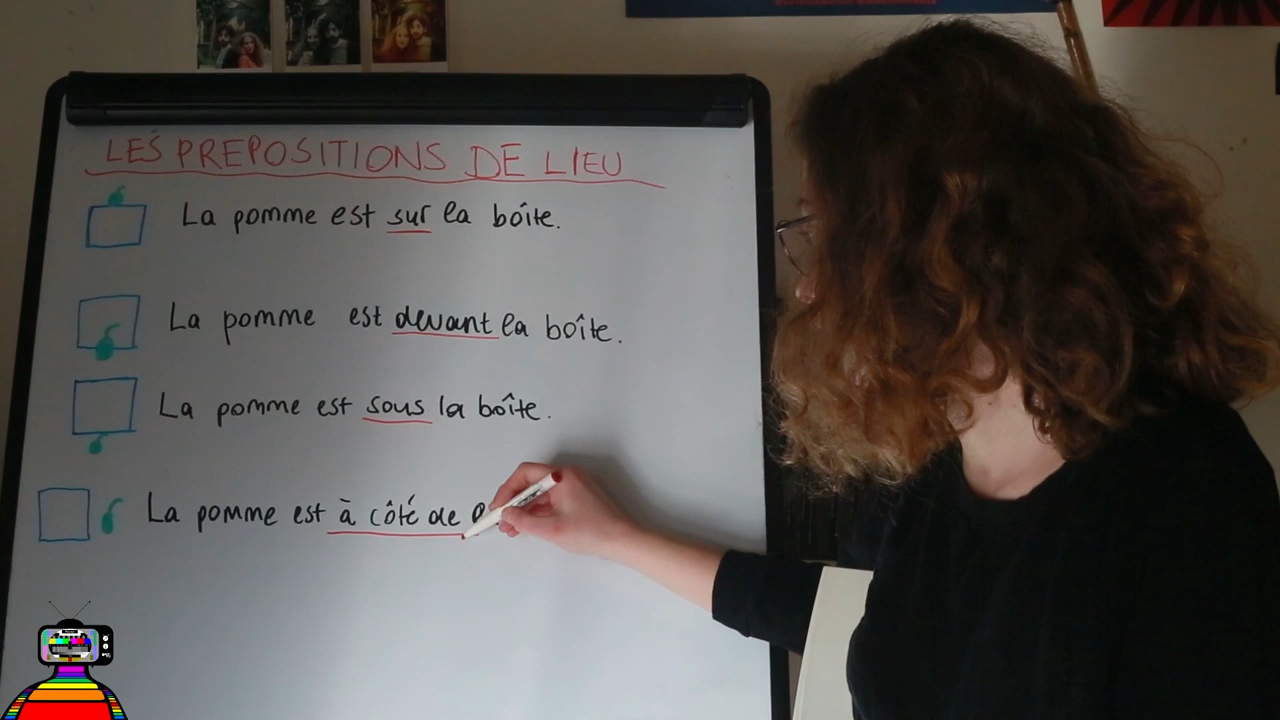 LES PREPOSITIONS DE LIEU
La pomme est sur la boîte.
La pomme est devant la boîte.
La pomme est sous la boîte.
La pomme est à côté de